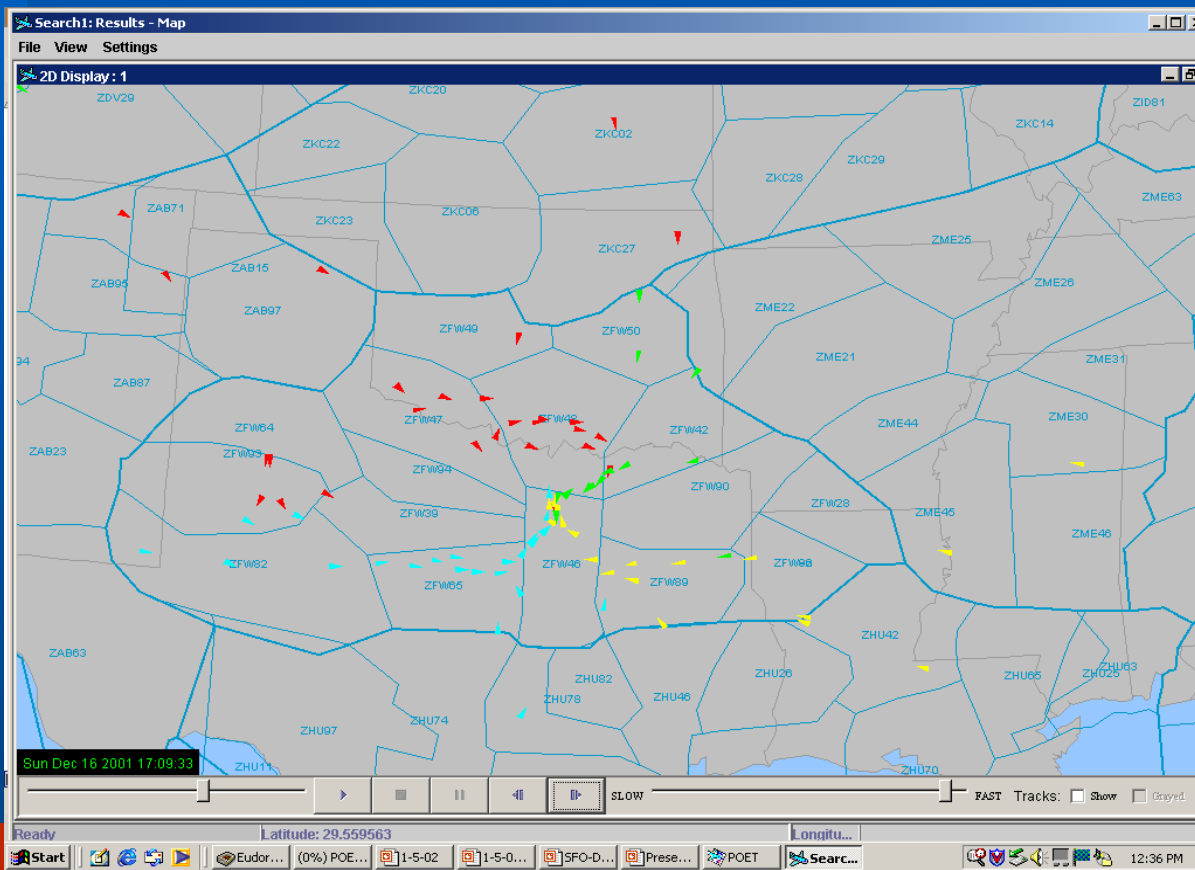 Search1: Results - Map
File View Settings
2D Display : 1
ZDV29
ZKC20
ZID81
ZKC02
ZKC14
ZKC22
ZKC29
ZKC28
ZME63
ZAB71
ZKC06
ZKC23
ZME25
ZKC27
ZAB15
ZAB95
ZME26
ZAB97
ZME22
ZFW49
ZFW50
94
ZME21
ZME31
ZAB87
ZFW47
ZFW48
ZME30
ZFW64
ZFW42
ZME44
ZAB23
ZFW93
ZFW94
ZFW90
ZFW28
ZFW39
ZME45
ZME46
ZFW82
ZFW46
ZFW65
ZFW89
ZHU42
ZAB63
ZHU63
ZHU82
ZHU26
ZHU65
ZHU25
ZHU78
ZHU46
ZHU74
ZHU97
Sun Dec 16 2001 17:09:33
ZHU11
ZHU70
SLOW FAST Tracks: Show Grayed
Ready Latitude: 29.559563 Longitu...
Start Eudor... (0%) POE... 1-5-02 1-5-0... SFO-D... Prese... POET Searc... 12:36 PM